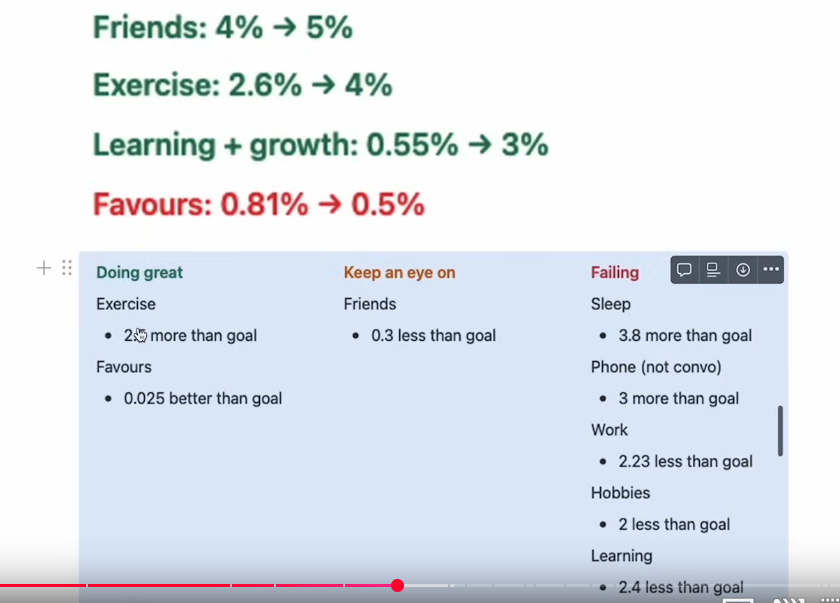 Friends: 4% → 5%
Exercise: 2.6% → 4%
Learning + growth: 0.55% → 3%
Favours: 0.81% → 0.5%
Doing great
Exercise
• more than goal
Favours
• 0.025 better than goal
Keep an eye on
Friends
• 0.3 less than goal
Failing
Sleep
• 3.8 more than goal
Phone (not convo)
• 3 more than goal
Work
• 2.23 less than goal
Hobbies
• 2 less than goal
Learning
• 2.4 less than goal